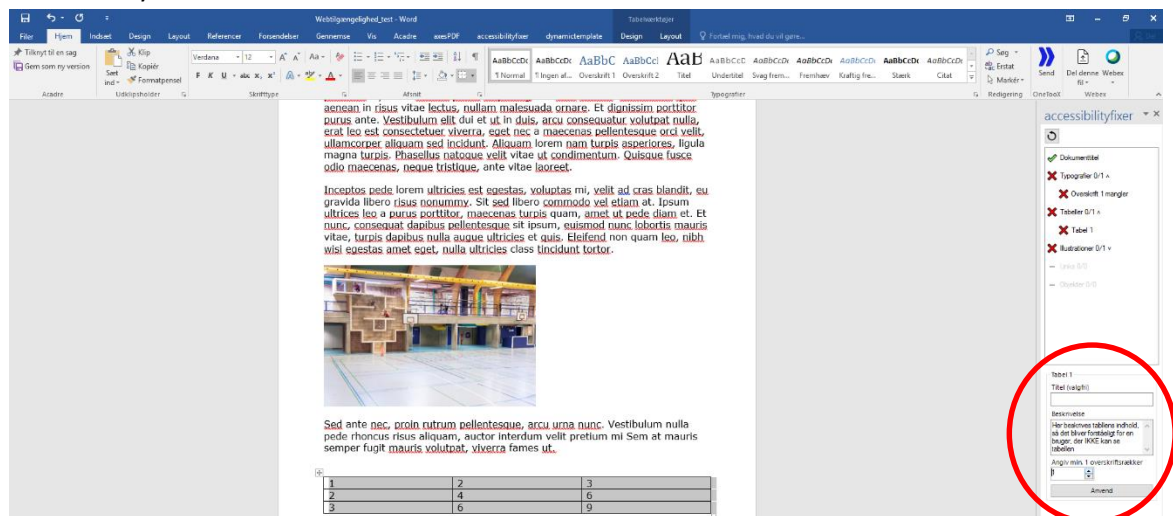 Webtilgængelighed_test - Word
Tabelværktøjer
Filer Hjem Indsæt Design Layout Referencer Forsendelser Gennemse Vis Acadre axesPDF accessibilityfixer dynamictemplate Design Layout Fortæl mig, hvad du vil gøre...
Tilknyt til en sag
Gem som ny version
Acadre
Sæt ind
Klip
Kopiér
Formatpensel
Udklipsholder
Verdana 12
F K U abc x, x²
Skrifttype
Afsnit
AaBbCcDc AaBbCcDc AaBbC AaBbCcl AaB AaBbCcC AaBbCcDi AaBbCcDc AaBbCcDi AaBbCcDc AaBbCcDi
¶ Normal ¶ Ingen af... Overskrift 1 Overskrift 2 Titel Undertitel Svag frem... Fremhæv Kraftig fre... Stærk Citat
Typografier
Søg
Erstat
Markér
Redigering
Send
OneTooX
Del denne fil
Webex
Webex
aenean in risus vitae lectus, nullam malesuada ornare. Et dignissim porttitor
purus ante. Vestibulum elit dui et ut in duis, arcu consequatur volutpat nulla,
erat leo est consectetuer viverra, eget nec a maecenas pellentesque orci velit,
ullamcorper aliquam sed incidunt. Aliquam lorem nam turpis asperiores, ligula
magna turpis. Phasellus natoque velit vitae ut condimentum. Quisque fusce
odio maecenas, neque tristique, ante vitae laoreet.
Inceptos pede lorem ultricies est egestas, voluptas mi, velit ad cras blandit, eu
gravida libero risus nonummy. Sit sed libero commodo vel etiam at. Ipsum
ultrices leo a purus porttitor, maecenas turpis quam, amet ut pede diam et. Et
nunc, consequat dapibus pellentesque sit ipsum, euismod nunc lobortis mauris
vitae, turpis dapibus nulla augue ultricies et quis. Eleifend non quam leo, nibh
wisi egestas amet eget, nulla ultricies class tincidunt tortor.
Sed ante nec, proin rutrum pellentesque, arcu urna nunc. Vestibulum nulla
pede rhoncus risus aliquam, auctor interdum velit pretium mi Sem at mauris
semper fugit mauris volutpat, viverra fames ut.
1 2 3
2 4 6
3 6 9
accessibilityfixer
Dokumenttitel
Typografier 0/1
Overskrift 1 mangler
Tabeller 0/1
Tabel 1
Illustrationer 0/1
Links 0/0
Objekter 0/0
Tabel 1
Titel (valgfri)
Beskrivelse
Her beskrives tabellens indhold,
så det bliver forståeligt for en
bruger, der IKKE kan se
tabellen
Angiv min. 1 overskriftsrækker
1
Anvend